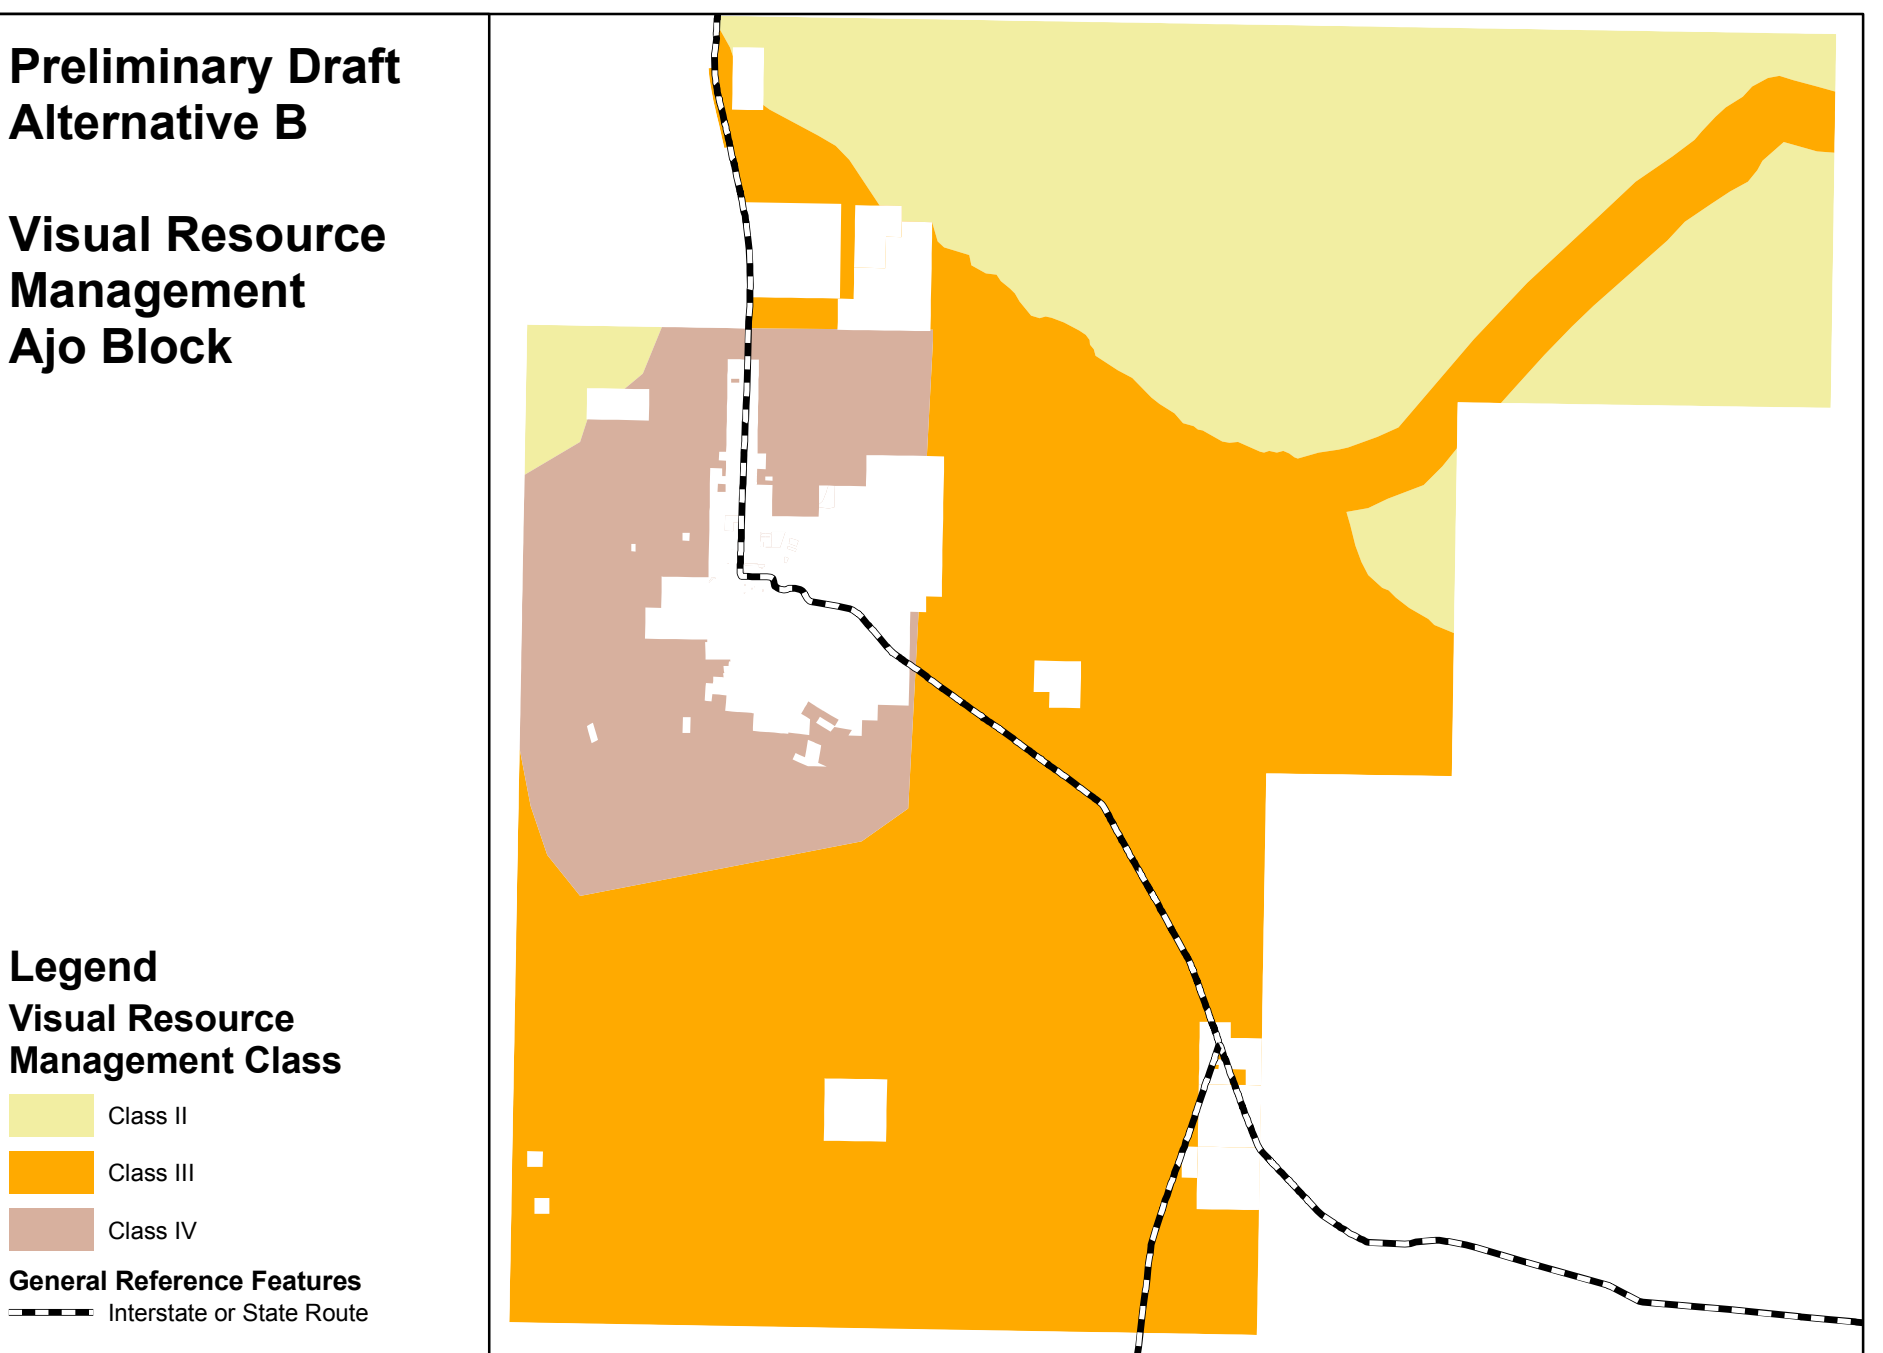 Preliminary Draft
Alternative B
Visual Resource
Management
Ajo Block
Legend
Visual Resource
Management Class
Class II
Class III
Class IV
General Reference Features
Interstate or State Route